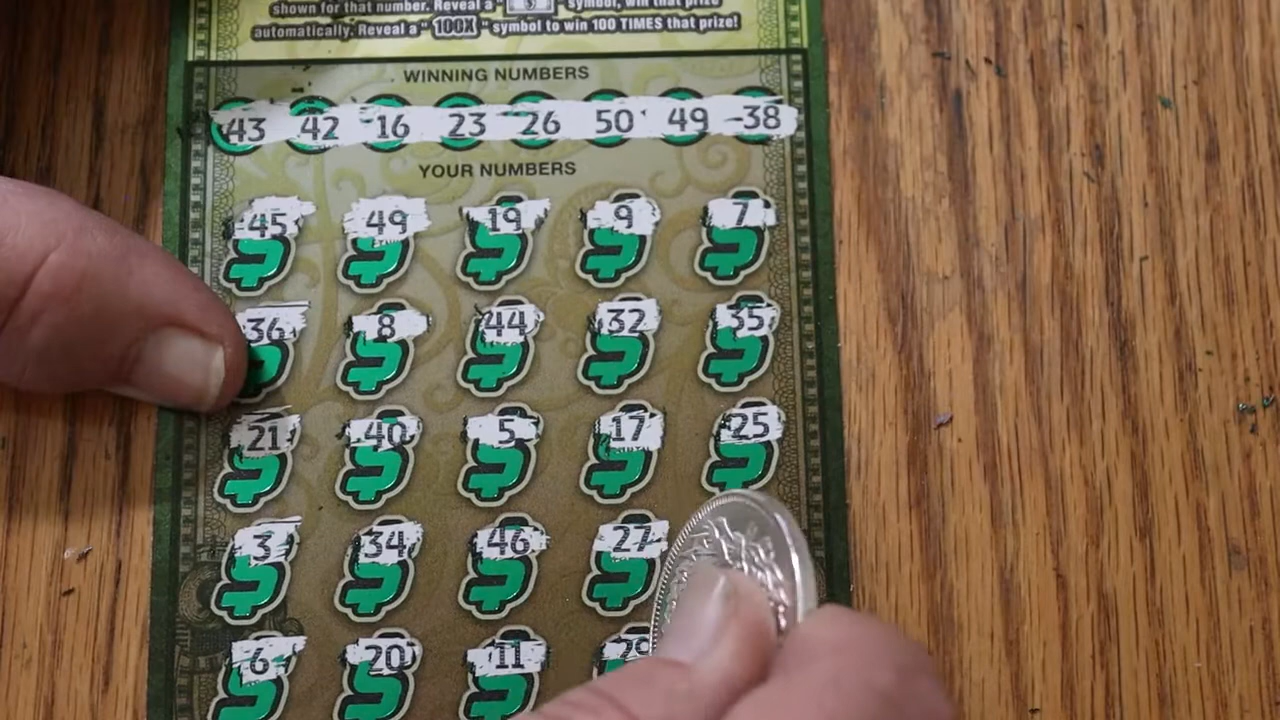 shown for that number. Reveal a " $ " symbol, win that prize
automatically. Reveal a " 100X " symbol to win 100 TIMES that prize!
WINNING NUMBERS
43 42 16 23 26 50 49 38
YOUR NUMBERS
45 49 19 9 7
36 8 44 32 35
21 40 5 17 25
3 34 46 27
6 20 11 29